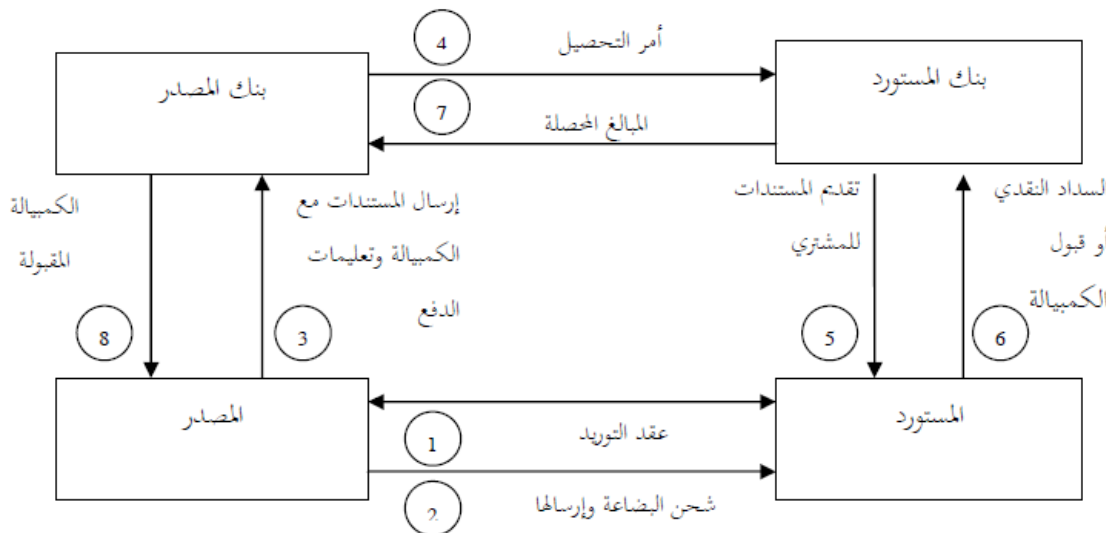 4
أمر التحصيل
بنك المصدر
بنك المستورد
7
المبالغ المحصلة
الكمبيالة
المقبولة
إرسال المستندات مع
الكمبيالة وتعليمات
الدفع
تقديم المستندات
للمشتري
لسداد النقدي
أو قبول
الكمبيالة
8
3
5
6
المصدر
المستورد
1
عقد التوريد
2
شحن البضاعة وإرسالها